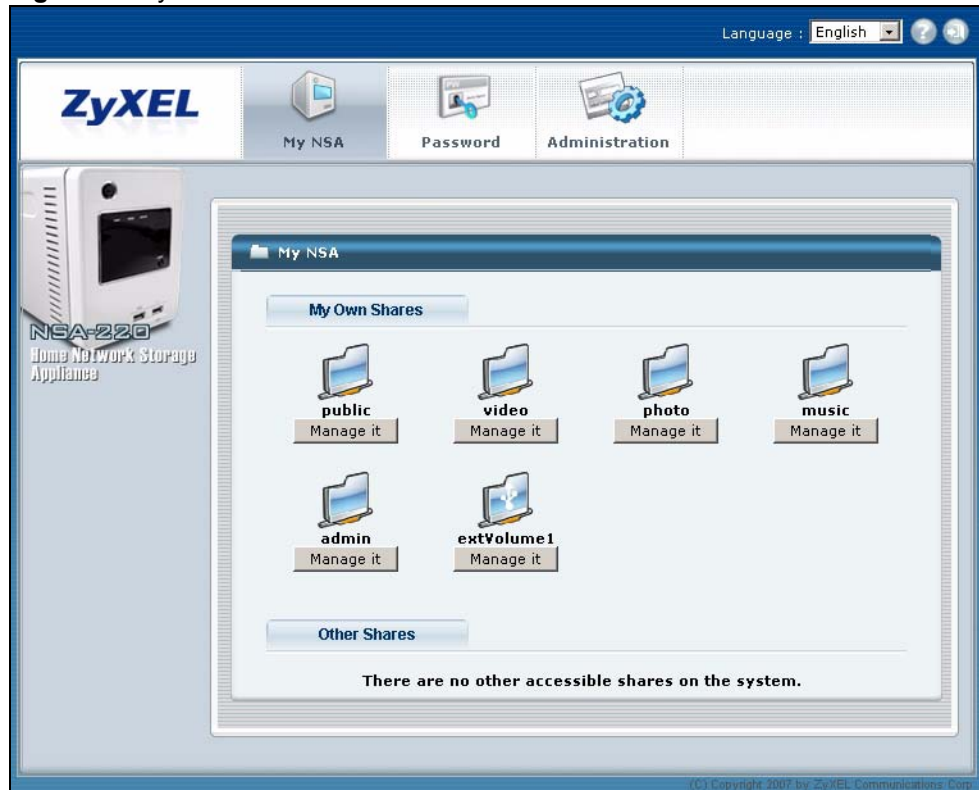 Language : English
ZyXEL
My NSA
Password
Administration
NSA-220
Home Network Storage
Appliance
My NSA
My Own Shares
public
Manage it
video
Manage it
photo
Manage it
music
Manage it
admin
Manage it
extVolume1
Manage it
Other Shares
There are no other accessible shares on the system.
(C) Copyright 2007 by ZyXEL Communications Corp